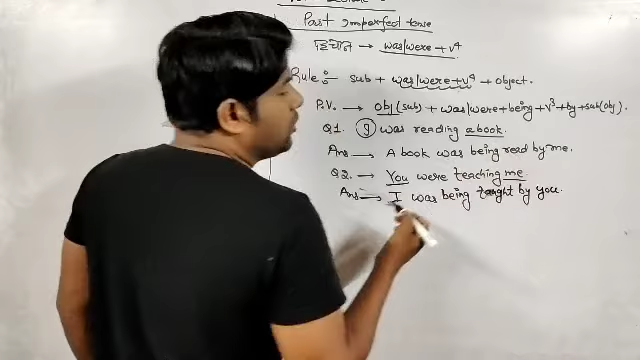 Past imperfect tense
→ was/were + v⁴
Rule :- sub + was/were + v⁴ + object.
P.V. → obj(sub) + was/were + being + v³ + by + sub(obj).
Q1. I was reading a book.
Ans → A book was being read by me.
Q2. → You were teaching me
Ans → I was being taught by you.